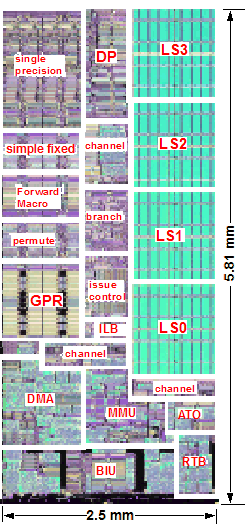 single
precision
DP
LS3
simple fixed
channel
LS2
Forward
Macro
branch
permute
LS1
GPR
issue
control
ILB
LS0
channel
channel
DMA
MMU
ATO
BIU
RTB
5.81 mm
2.5 mm